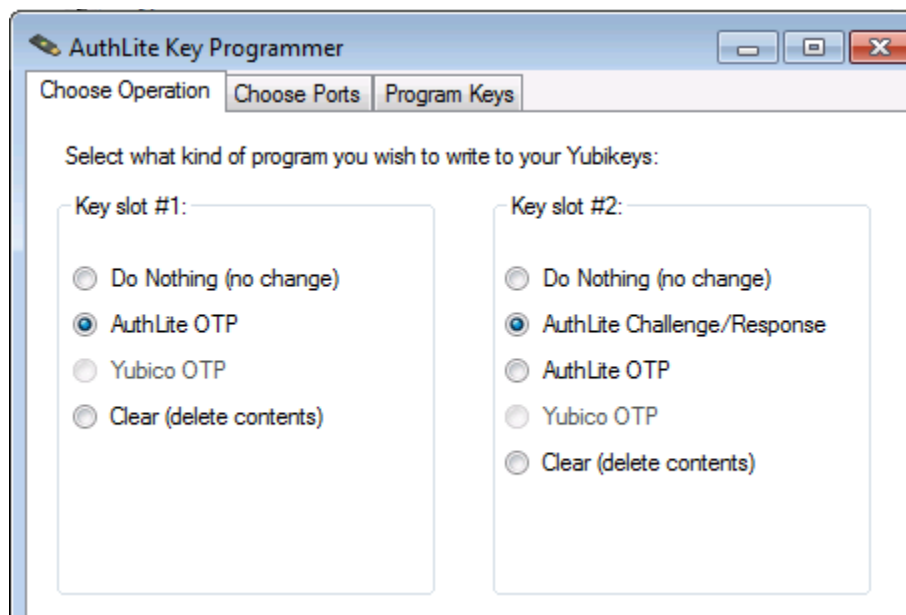 AuthLite Key Programmer
Choose Operation
Choose Ports
Program Keys
Select what kind of program you wish to write to your Yubikeys:
Key slot #1:
Do Nothing (no change)
AuthLite OTP
Yubico OTP
Clear (delete contents)
Key slot #2:
Do Nothing (no change)
AuthLite Challenge/Response
AuthLite OTP
Yubico OTP
Clear (delete contents)